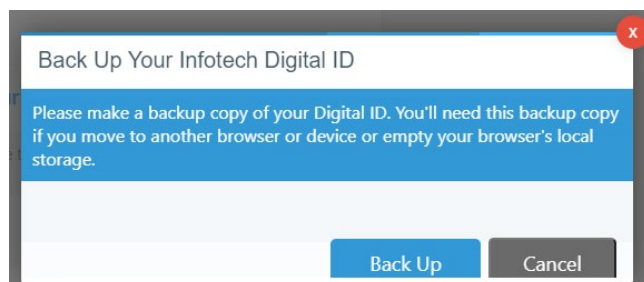 x
Back Up Your Infotech Digital ID
Please make a backup copy of your Digital ID. You'll need this backup copy
if you move to another browser or device or empty your browser's local
storage.
Back Up Cancel